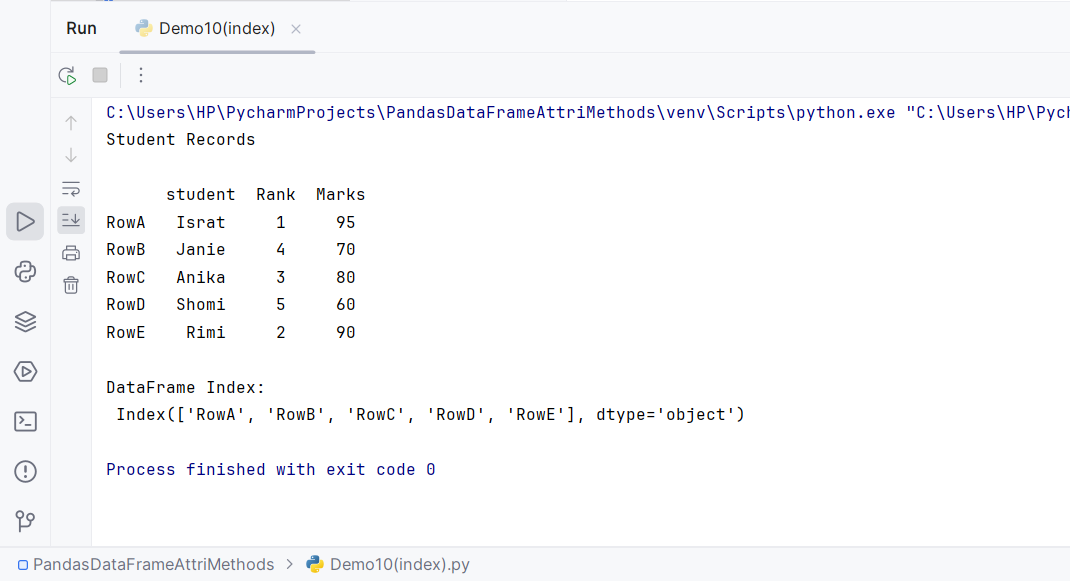 Run Demo10(index)
C:\Users\HP\PycharmProjects\PandasDataFrameAttriMethods\venv\Scripts\python.exe "C:\Users\HP\Pych
Student Records
student Rank Marks
RowA Israt 1 95
RowB Janie 4 70
RowC Anika 3 80
RowD Shomi 5 60
RowE Rimi 2 90
DataFrame Index:
Index(['RowA', 'RowB', 'RowC', 'RowD', 'RowE'], dtype='object')
Process finished with exit code 0
PandasDataFrameAttriMethods > Demo10(index).py